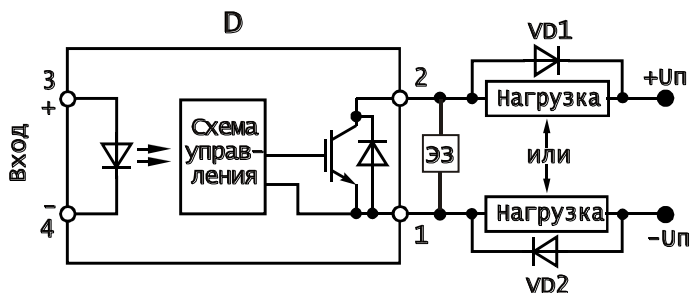 D
VD1
3
+
2
+Uп
Нагрузка
Вход
Схема
управ-
ления
ЭЗ
или
-
4
1
Нагрузка
-Uп
VD2